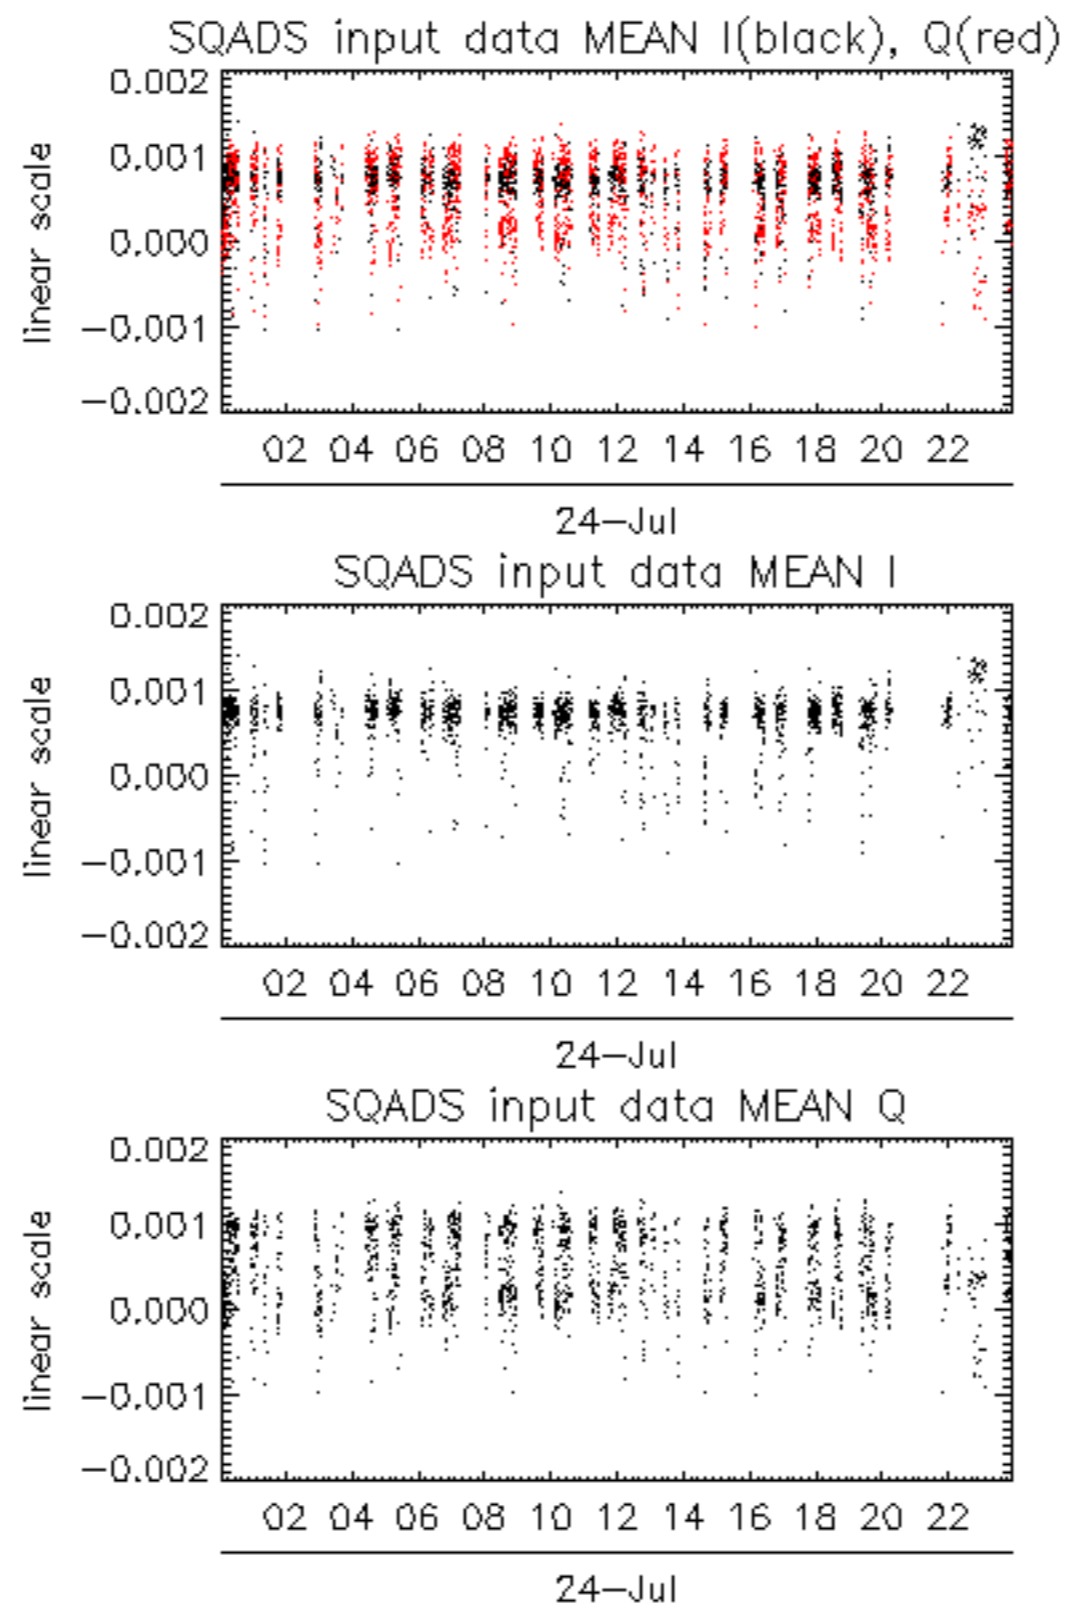 SQADS input data MEAN I(black), Q(red)
0.002
0.001
0.000
−0.001
−0.002
linear scale
02 04 06 08 10 12 14 16 18 20 22
24−Jul
SQADS input data MEAN I
0.002
0.001
0.000
−0.001
−0.002
linear scale
02 04 06 08 10 12 14 16 18 20 22
24−Jul
SQADS input data MEAN Q
0.002
0.001
0.000
−0.001
−0.002
linear scale
02 04 06 08 10 12 14 16 18 20 22
24−Jul